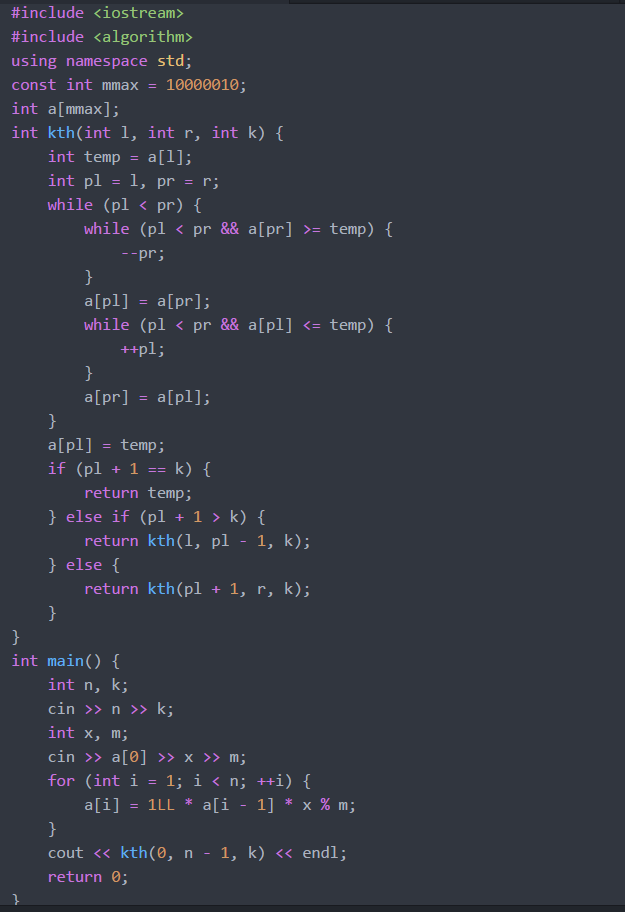 #include <iostream>
#include <algorithm>
using namespace std;
const int mmax = 10000010;
int a[mmax];
int kth(int l, int r, int k) {
    int temp = a[l];
    int pl = l, pr = r;
    while (pl < pr) {
        while (pl < pr && a[pr] >= temp) {
            --pr;
        }
        a[pl] = a[pr];
        while (pl < pr && a[pl] <= temp) {
            ++pl;
        }
        a[pr] = a[pl];
    }
    a[pl] = temp;
    if (pl + 1 == k) {
        return temp;
    } else if (pl + 1 > k) {
        return kth(l, pl - 1, k);
    } else {
        return kth(pl + 1, r, k);
    }
}
int main() {
    int n, k;
    cin >> n >> k;
    int x, m;
    cin >> a[0] >> x >> m;
    for (int i = 1; i < n; ++i) {
        a[i] = 1LL * a[i - 1] * x % m;
    }
    cout << kth(0, n - 1, k) << endl;
    return 0;
}